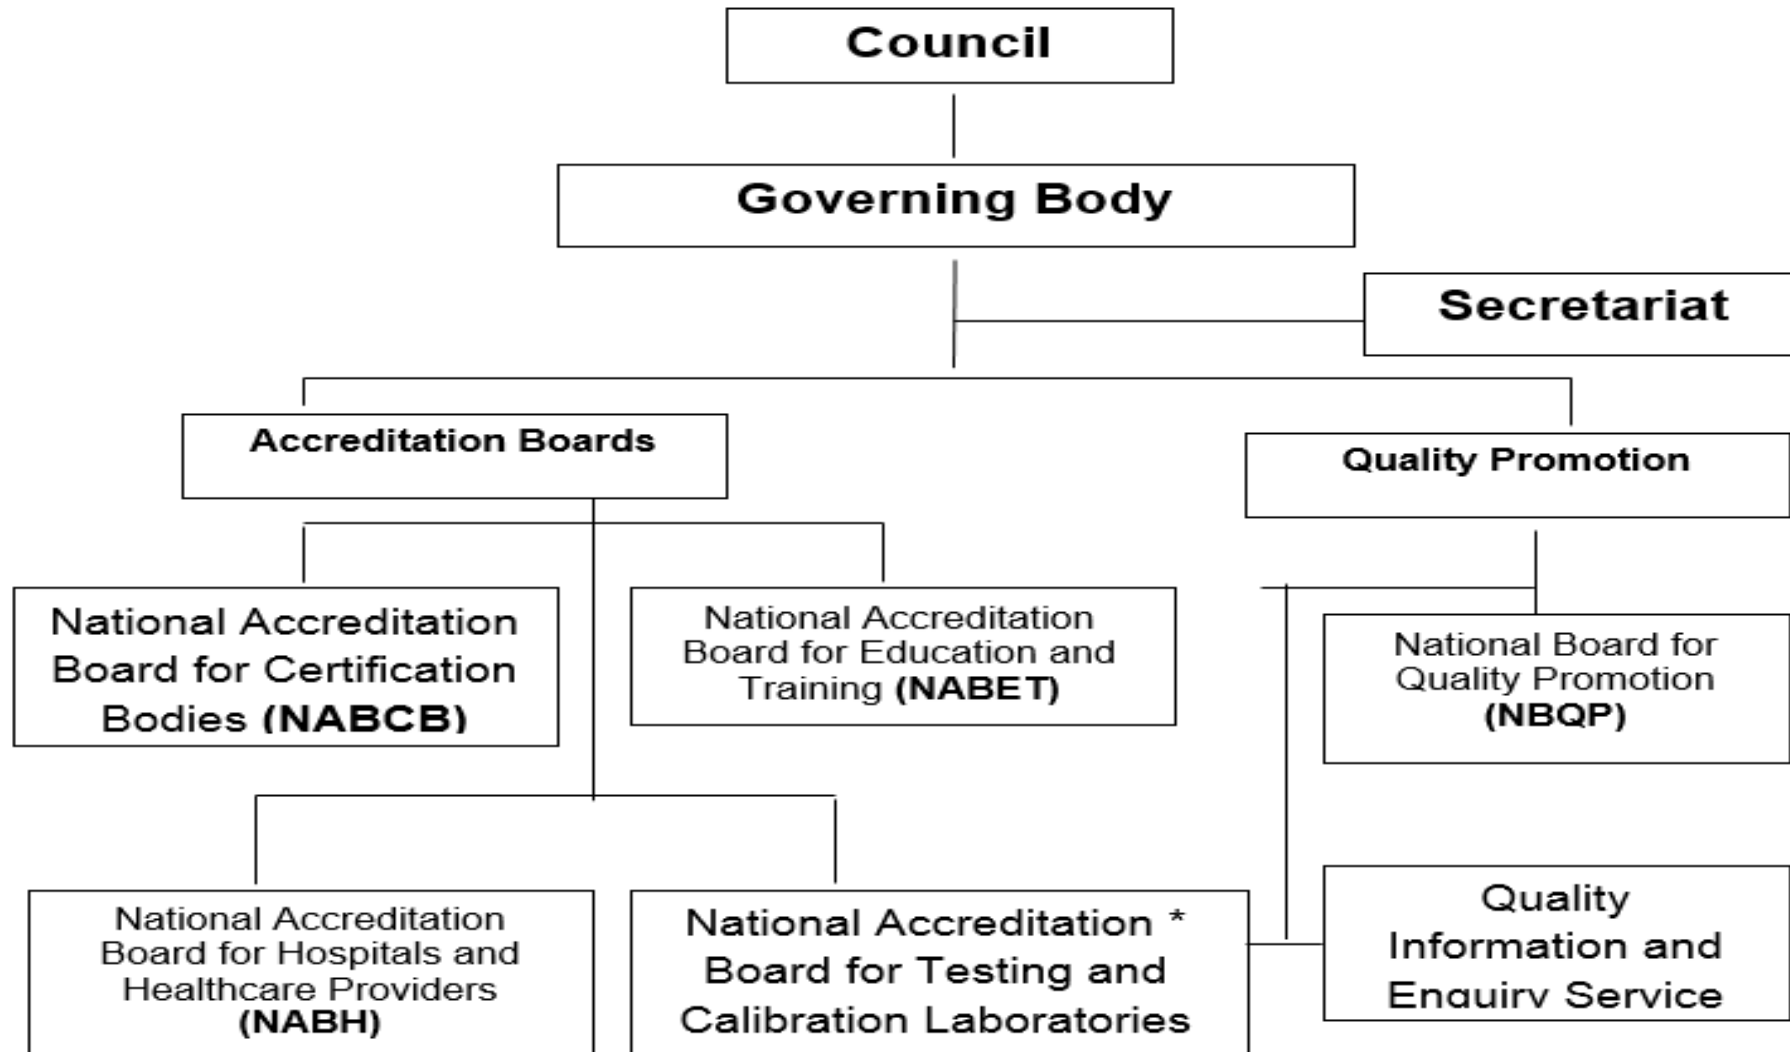 Council
Governing Body
Secretariat
Accreditation Boards
Quality Promotion
National Accreditation
Board for Certification
Bodies (NABCB)
National Accreditation
Board for Education and
Training (NABET)
National Board for
Quality Promotion
(NBQP)
National Accreditation
Board for Hospitals and
Healthcare Providers
(NABH)
National Accreditation *
Board for Testing and
Calibration Laboratories
Quality
Information and
Enquiry Service